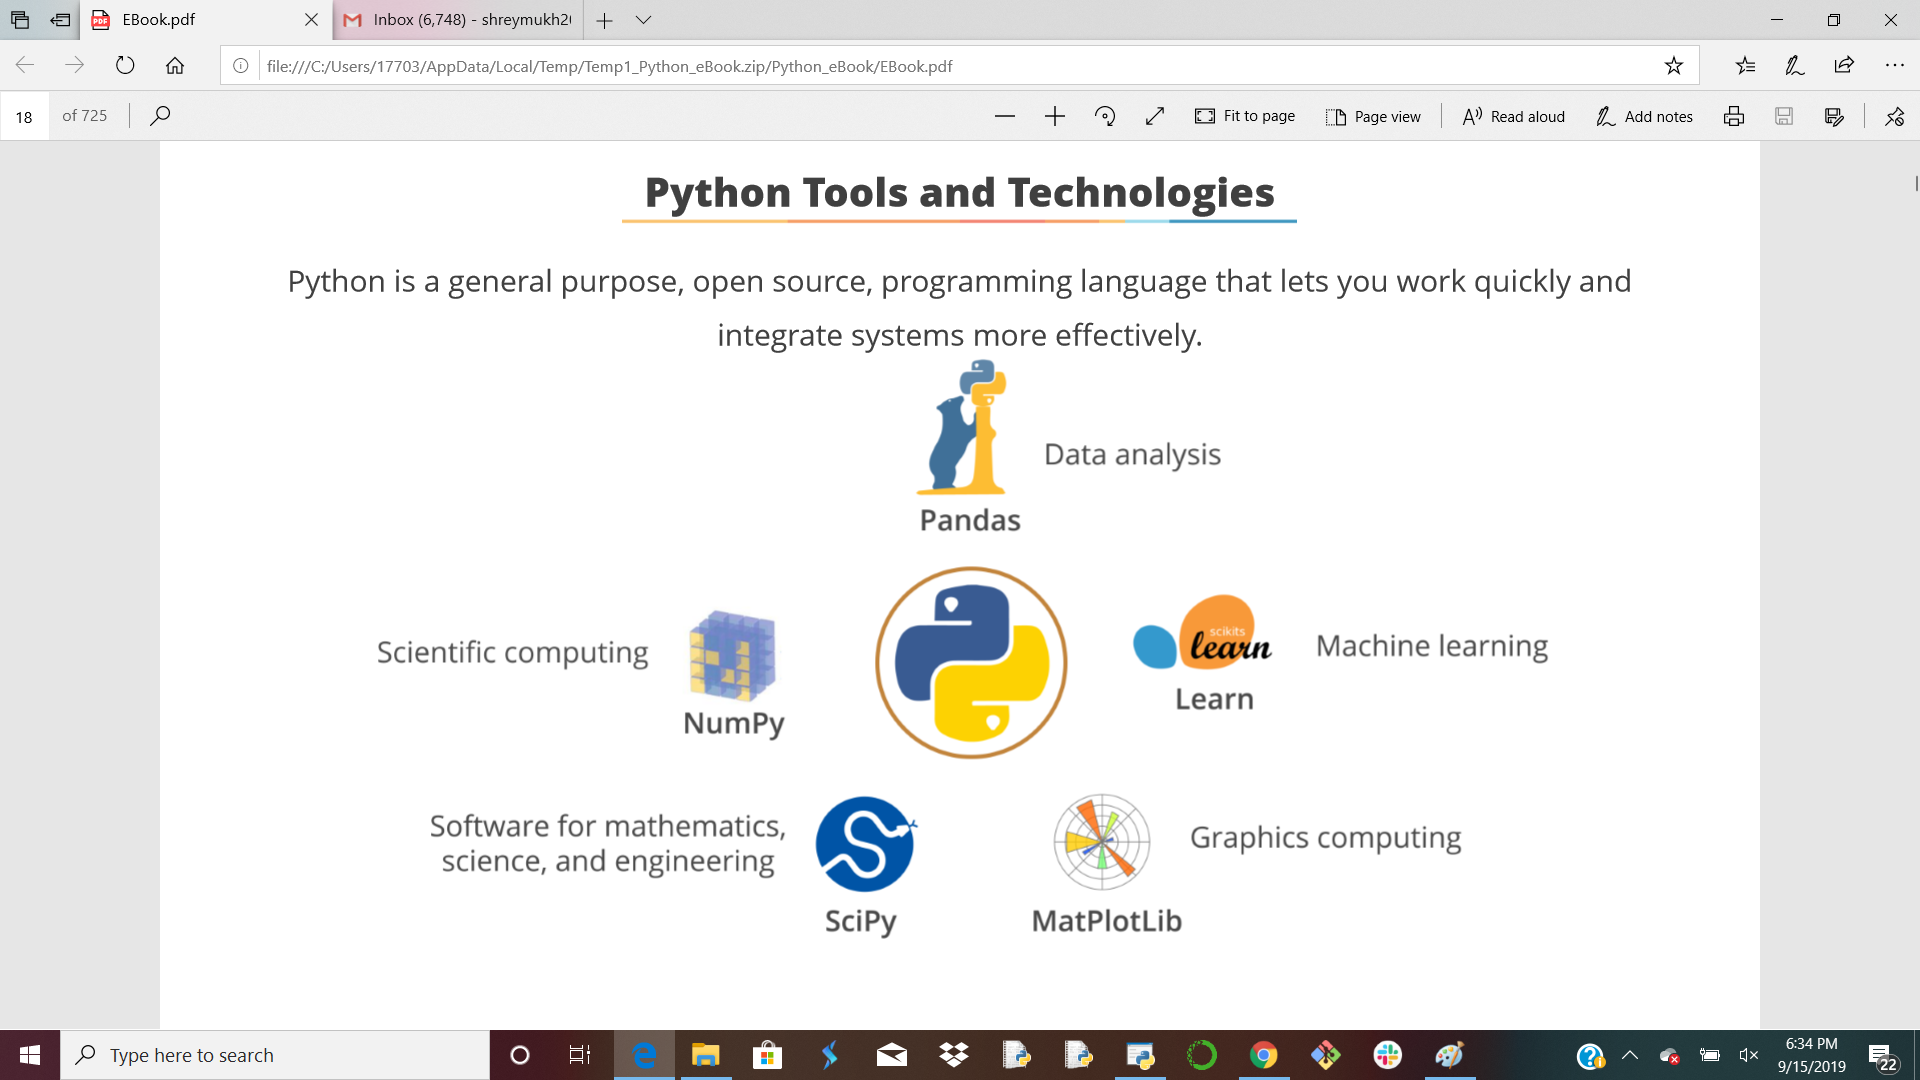 EBook.pdf
Inbox (6,748) - shreymukh2
file:///C:/Users/17703/AppData/Local/Temp/Temp1_Python_eBook.zip/Python_eBook/EBook.pdf
18 of 725
Fit to page
Page view
Read aloud
Add notes
Python Tools and Technologies
Python is a general purpose, open source, programming language that lets you work quickly and
integrate systems more effectively.
Data analysis
Pandas
Scientific computing
NumPy
scikits
learn
Learn
Machine learning
Software for mathematics,
science, and engineering
SciPy
MatPlotLib
Graphics computing
Type here to search
6:34 PM
9/15/2019
22